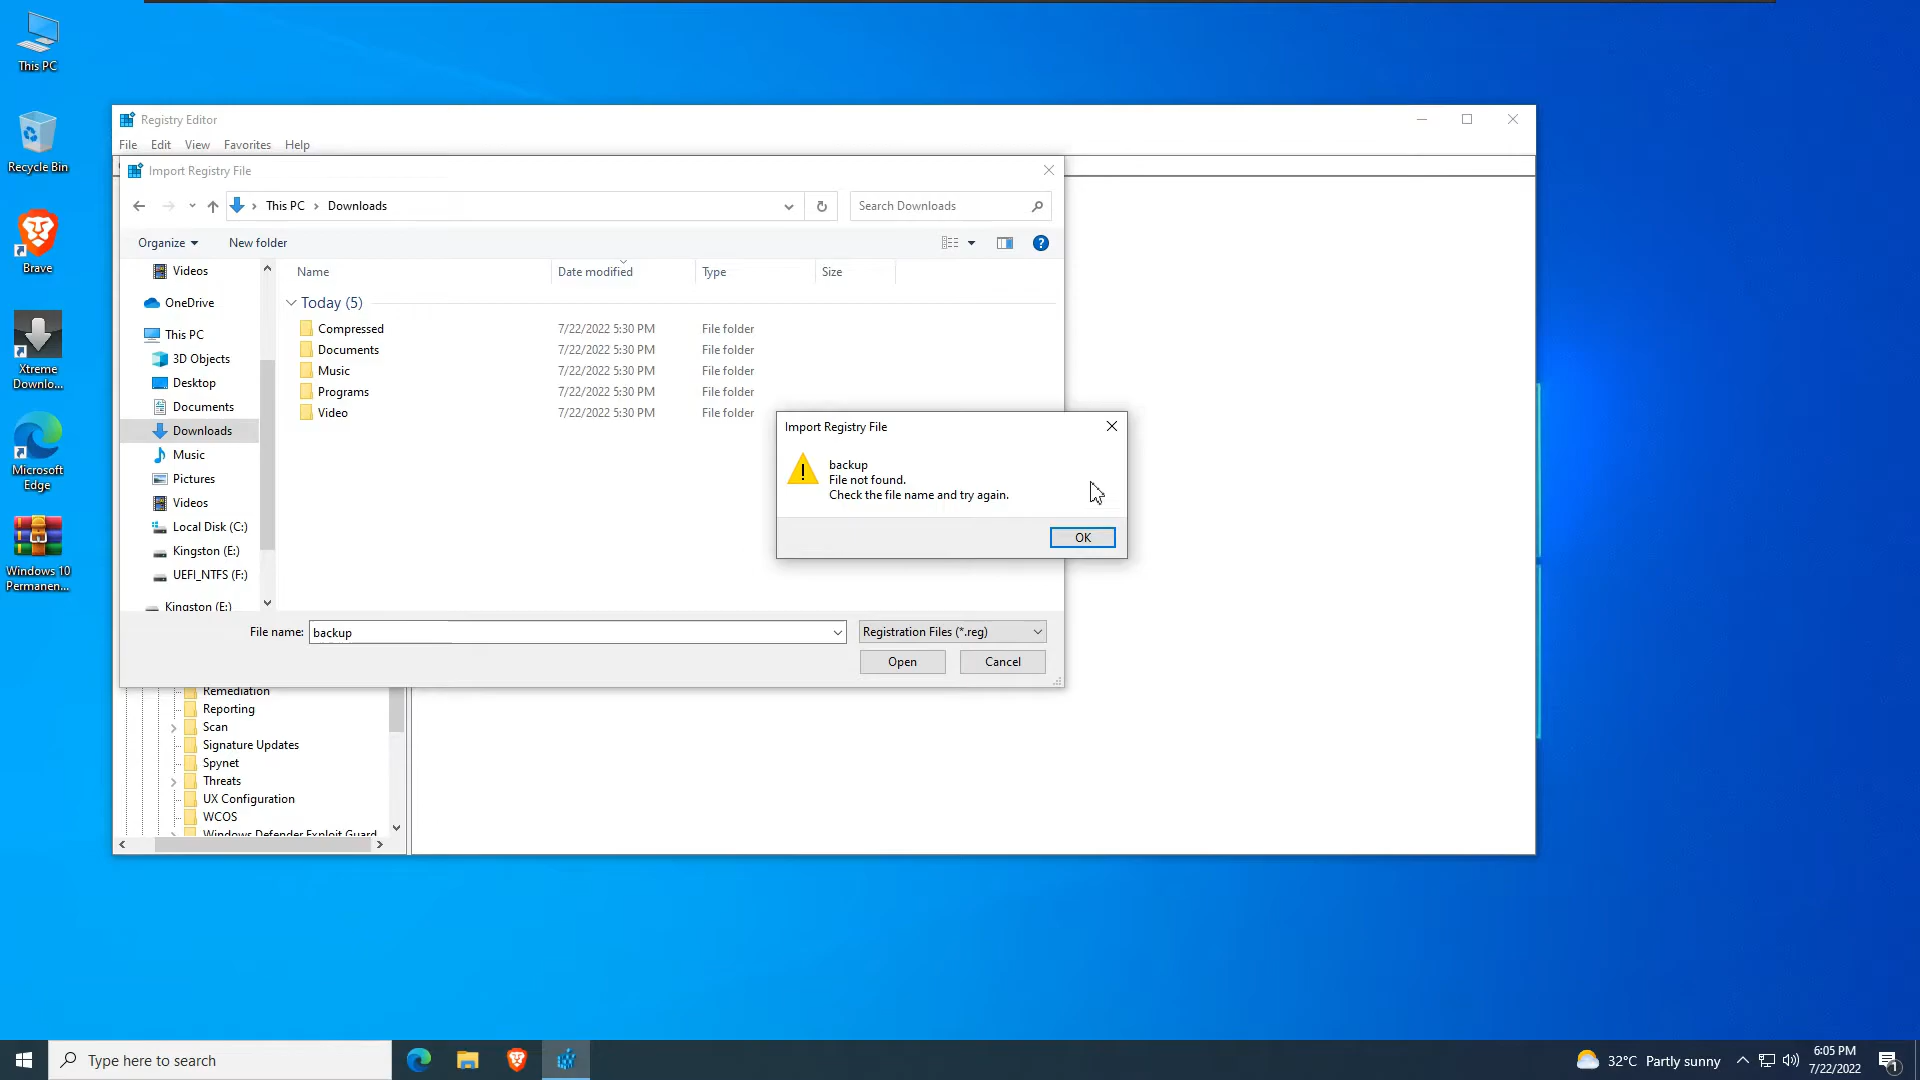 This PC
Recycle Bin
Brave
Xtreme
Downlo...
Microsoft
Edge
Windows 10
Permanen...
Registry Editor
File Edit View Favorites Help
Import Registry File
This PC > Downloads
Search Downloads
Organize New folder
Name Date modified Type Size
Today (5)
Compressed 7/22/2022 5:30 PM File folder
Documents 7/22/2022 5:30 PM File folder
Music 7/22/2022 5:30 PM File folder
Programs 7/22/2022 5:30 PM File folder
Video 7/22/2022 5:30 PM File folder
Videos
OneDrive
This PC
3D Objects
Desktop
Documents
Downloads
Music
Pictures
Videos
Local Disk (C:)
Kingston (E:)
UEFI_NTFS (F:)
Kingston (E:)
Import Registry File
backup
File not found.
Check the file name and try again.
OK
File name: backup
Registration Files (*.reg)
Open Cancel
Remediation
Reporting
Scan
Signature Updates
Spynet
Threats
UX Configuration
WCOS
Windows Defender Exploit Guard
Type here to search
32°C Partly sunny
6:05 PM
7/22/2022
1